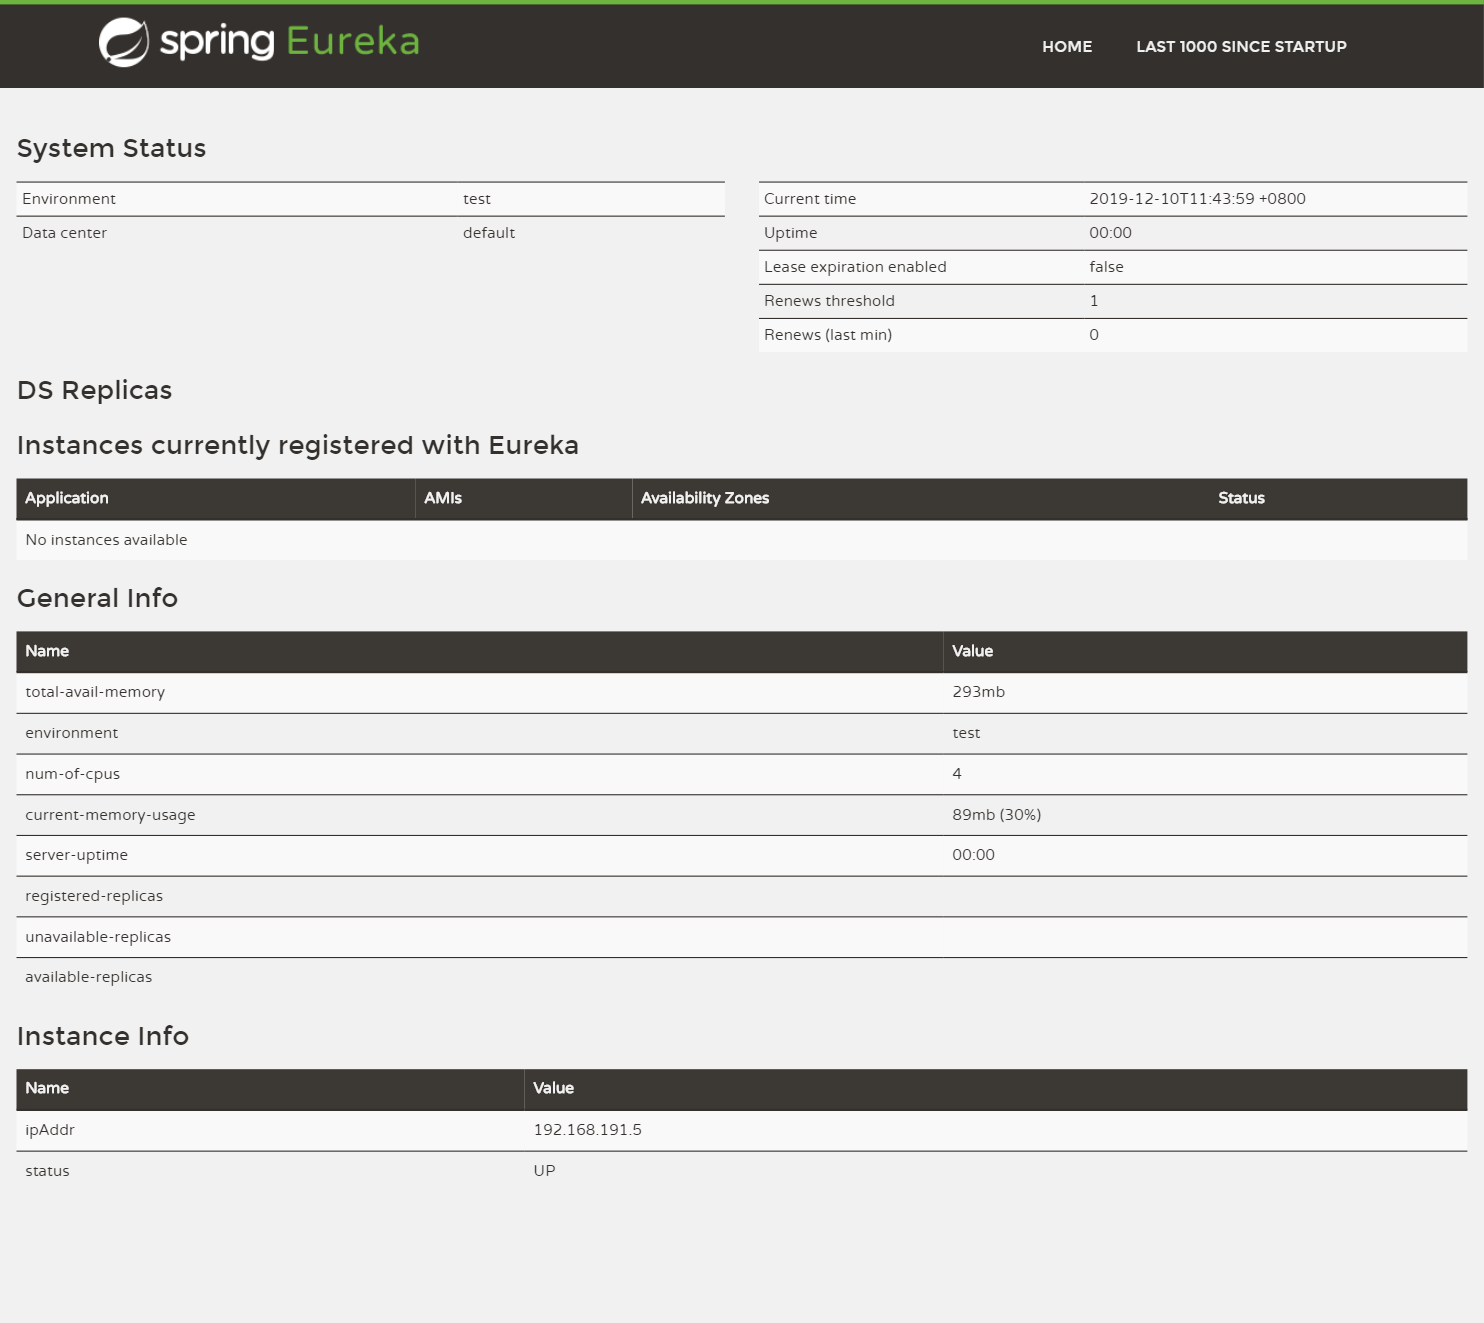 spring Eureka
HOME LAST 1000 SINCE STARTUP
System Status
Environment test
Data center default
Current time 2019-12-10T11:43:59 +0800
Uptime 00:00
Lease expiration enabled false
Renews threshold 1
Renews (last min) 0
DS Replicas
Instances currently registered with Eureka
Application AMIs Availability Zones Status
No instances available
General Info
Name Value
total-avail-memory 293mb
environment test
num-of-cpus 4
current-memory-usage 89mb (30%)
server-uptime 00:00
registered-replicas
unavailable-replicas
available-replicas
Instance Info
Name Value
ipAddr 192.168.191.5
status UP